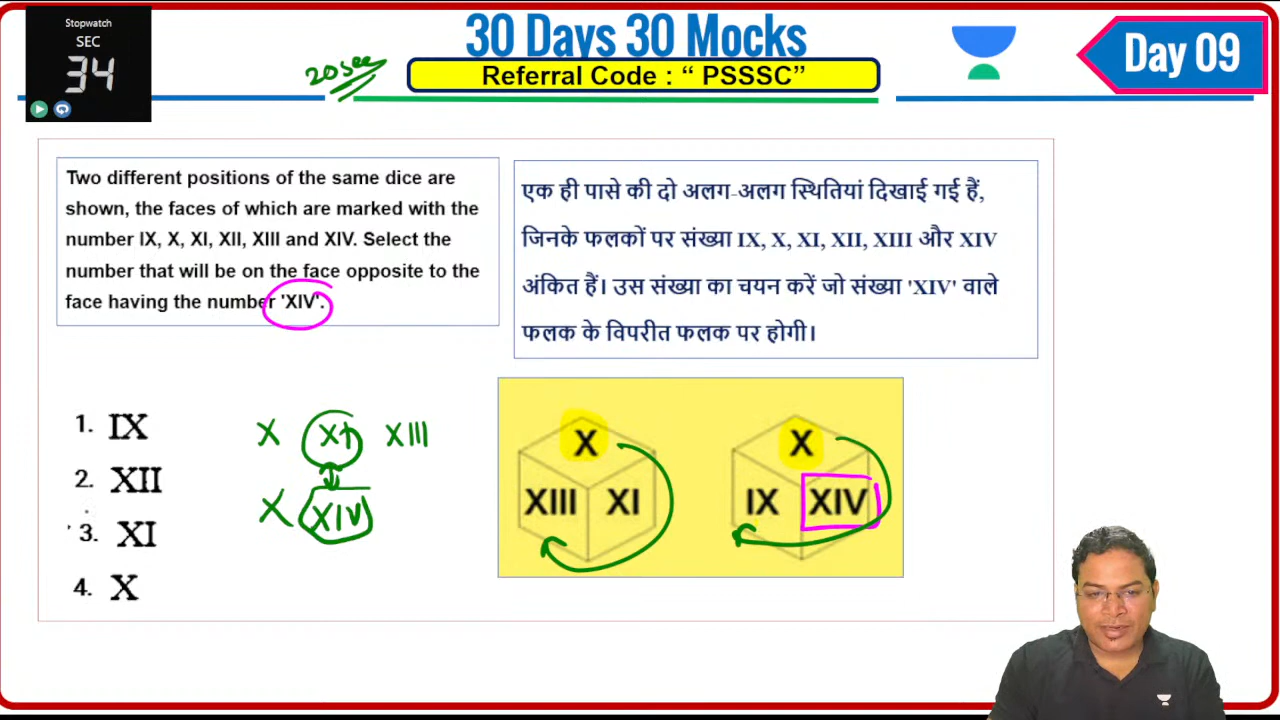 Stopwatch
SEC
34
20 sec
30 Days 30 Mocks
Referral Code : “ PSSSC”
Day 09
Two different positions of the same dice are
shown, the faces of which are marked with the
number IX, X, XI, XII, XIII and XIV. Select the
number that will be on the face opposite to the
face having the number 'XIV'.
एक ही पासे की दो अलग-अलग स्थितियां दिखाई गई हैं,
जिनके फलकों पर संख्या IX, X, XI, XII, XIII और XIV
अंकित हैं। उस संख्या का चयन करें जो संख्या 'XIV' वाले
फलक के विपरीत फलक पर होगी।
1. IX
2. XII
3. XI
4. X
X XI XIII
X XIV
X
XIII XI
X
IX XIV